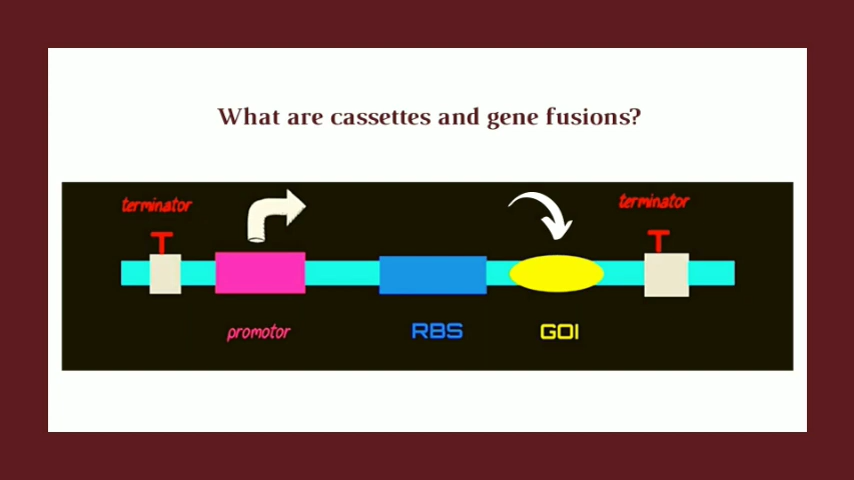 What are cassettes and gene fusions?
terminator
terminator
promotor
RBS
GOI